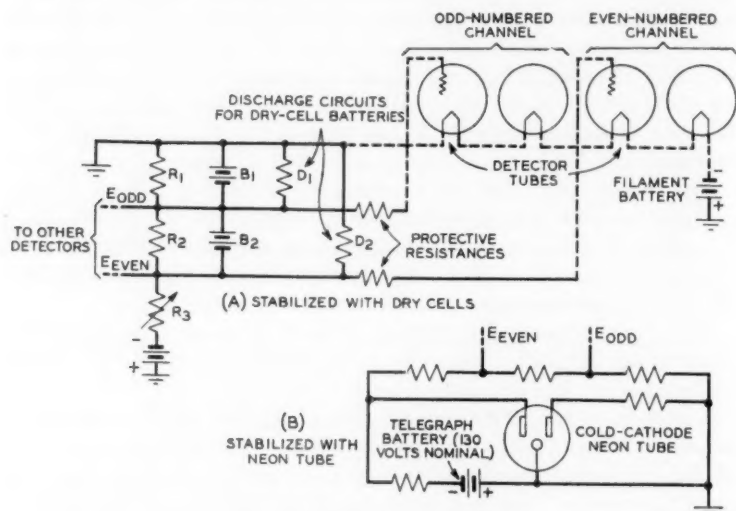 ODD-NUMBERED
CHANNEL
EVEN-NUMBERED
CHANNEL
DISCHARGE CIRCUITS
FOR DRY-CELL BATTERIES
R1
B1
D1
DETECTOR
TUBES
FILAMENT
BATTERY
-
+
EODD
TO OTHER
DETECTORS
R2
B2
D2
PROTECTIVE
RESISTANCES
EEVEN
R3
(A) STABILIZED WITH DRY CELLS
-
+
EEVEN
EODD
(B)
STABILIZED WITH
NEON TUBE
TELEGRAPH
BATTERY (130
VOLTS NOMINAL)
COLD-CATHODE
NEON TUBE
-
+